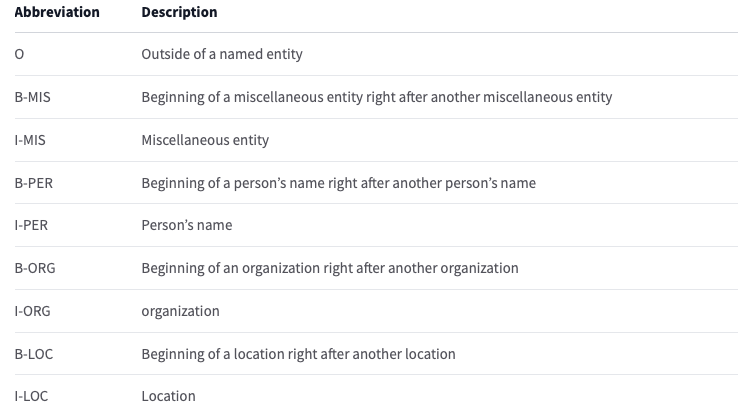 Abbreviation Description
O Outside of a named entity
B-MIS Beginning of a miscellaneous entity right after another miscellaneous entity
I-MIS Miscellaneous entity
B-PER Beginning of a person’s name right after another person’s name
I-PER Person’s name
B-ORG Beginning of an organization right after another organization
I-ORG organization
B-LOC Beginning of a location right after another location
I-LOC Location